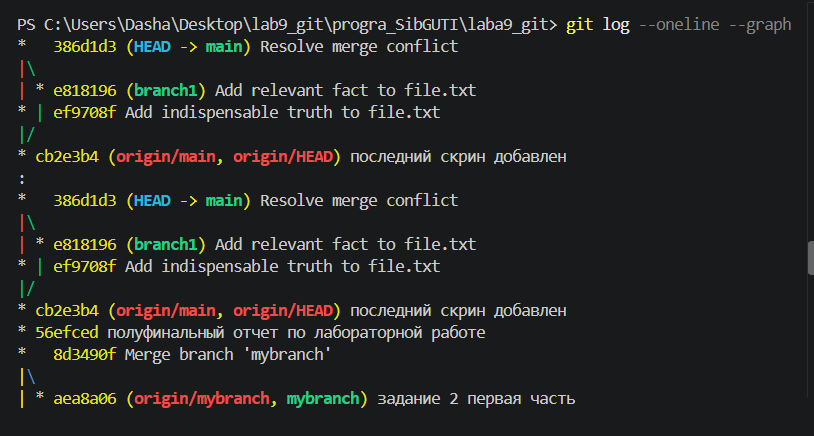 PS C:\Users\Dasha\Desktop\lab9_git\progra_SibGUTI\laba9_git> git log --oneline --graph
*   386d1d3 (HEAD -> main) Resolve merge conflict
|\
| * e818196 (branch1) Add relevant fact to file.txt
* | ef9708f Add indispensable truth to file.txt
|/
* cb2e3b4 (origin/main, origin/HEAD) последний скрин добавлен
:
*   386d1d3 (HEAD -> main) Resolve merge conflict
|\
| * e818196 (branch1) Add relevant fact to file.txt
* | ef9708f Add indispensable truth to file.txt
|/
* cb2e3b4 (origin/main, origin/HEAD) последний скрин добавлен
* 56efced полуфинальный отчет по лабораторной работе
*   8d3490f Merge branch 'mybranch'
|\
| * aea8a06 (origin/mybranch, mybranch) задание 2 первая часть